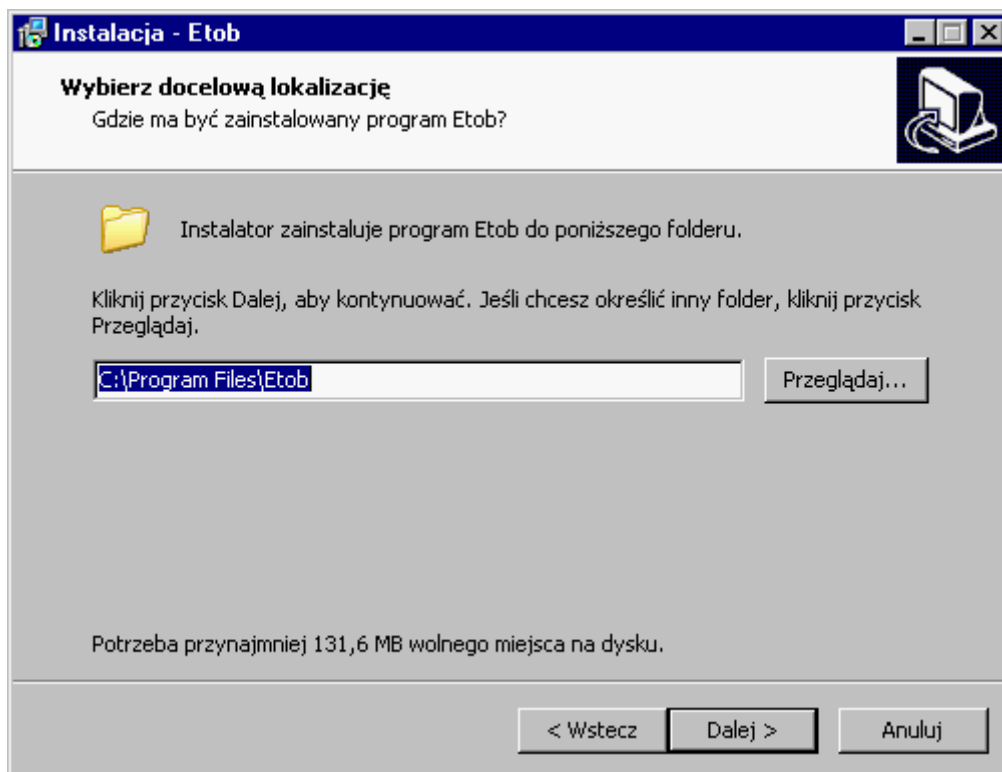 Instalacja - Etob
Wybierz docelową lokalizację
Gdzie ma być zainstalowany program Etob?
Instalator zainstaluje program Etob do poniższego folderu.
Kliknij przycisk Dalej, aby kontynuować. Jeśli chcesz określić inny folder, kliknij przycisk
Przeglądaj.
C:\Program Files\Etob
Przeglądaj...
Potrzeba przynajmniej 131,6 MB wolnego miejsca na dysku.
< Wstecz
Dalej >
Anuluj